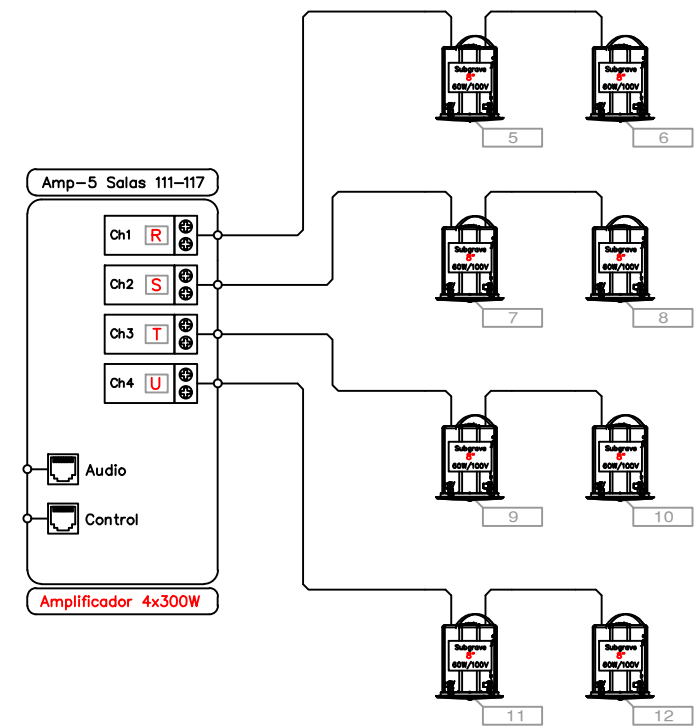 Subgrave
8"
60W/100V
5
Subgrave
8"
60W/100V
6
Amp-5 Salas 111-117
Ch1 R
Ch2 S
Ch3 T
Ch4 U
Audio
Control
Amplificador 4x300W
Subgrave
8"
60W/100V
7
Subgrave
8"
60W/100V
8
Subgrave
8"
60W/100V
9
Subgrave
8"
60W/100V
10
Subgrave
8"
60W/100V
11
Subgrave
8"
60W/100V
12